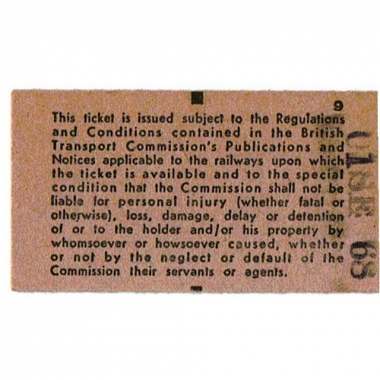 9
This ticket is issued subject to the Regulations
and Conditions contained in the British
Transport Commission's Publications and
Notices applicable to the railways upon which
the ticket is available and to the special
condition that the Commission shall not be
liable for personal injury (whether fatal or
otherwise), loss, damage, delay or detention
of or to the holder and/or his property by
whomsoever or howsoever caused, whether
or not by the neglect or default of the
Commission their servants or agents.
01SE 68